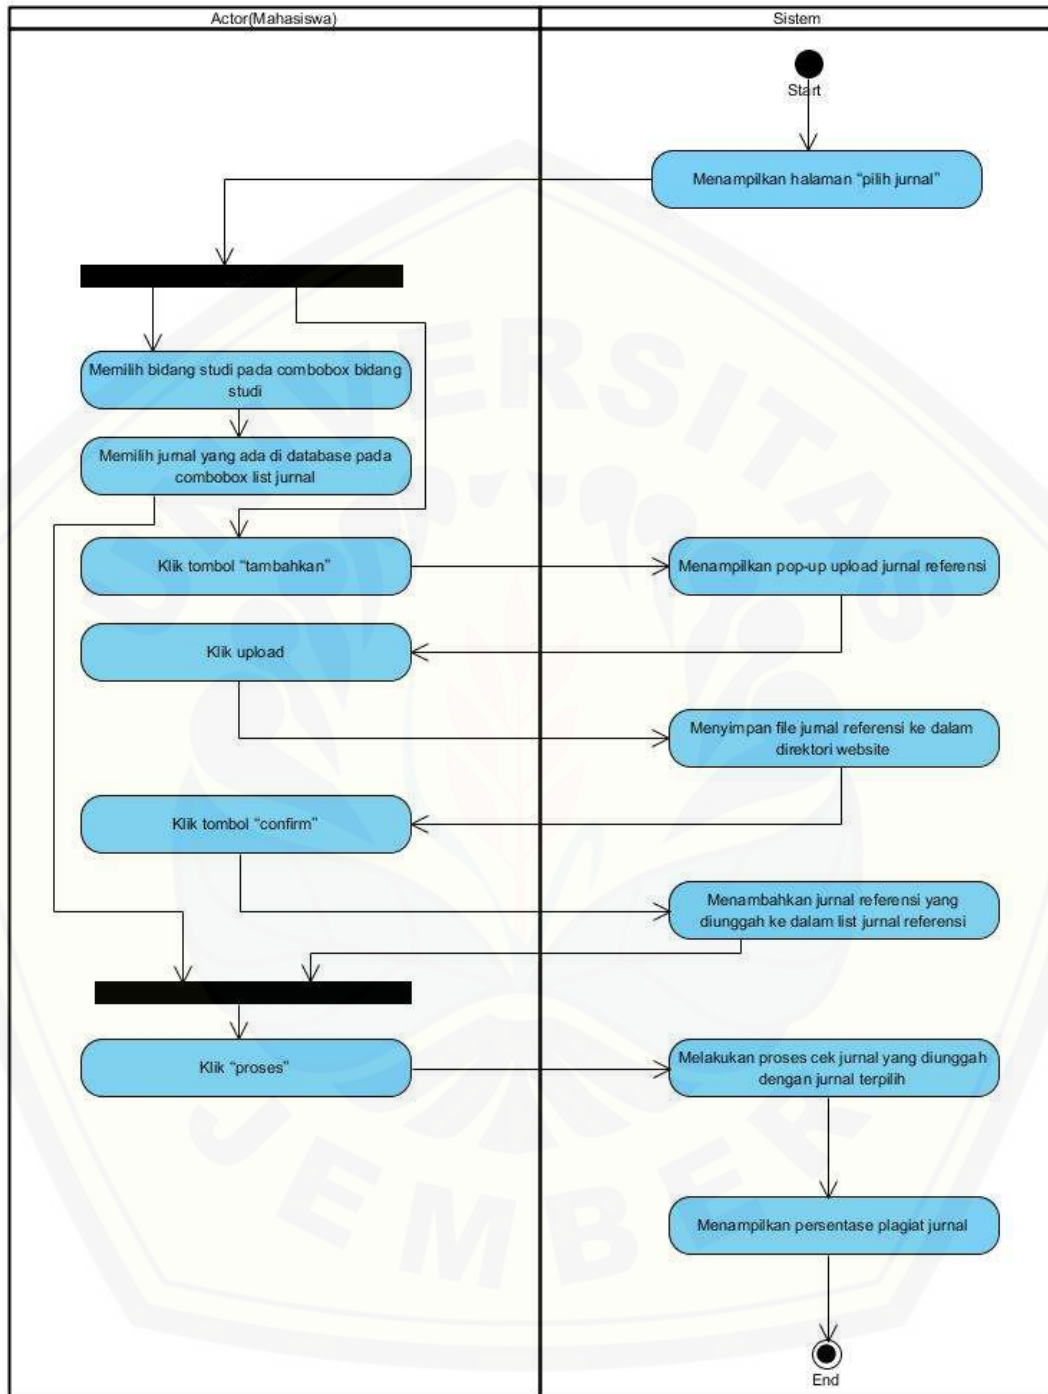 Actor(Mahasiswa)
Sistem
Start
Menampilkan halaman “pilih jurnal”
Memilih bidang studi pada combobox bidang
studi
Memilih jurnal yang ada di database pada
combobox list jurnal
Klik tombol “tambahkan”
Menampilkan pop-up upload jurnal referensi
Klik upload
Menyimpan file jurnal referensi ke dalam
direktori website
Klik tombol “confirm”
Menambahkan jurnal referensi yang
diunggah ke dalam list jurnal referensi
Klik “proses”
Melakukan proses cek jurnal yang diunggah
dengan jurnal terpilih
Menampilkan persentase plagiat jurnal
End
UNIVERSITAS
JEMBER